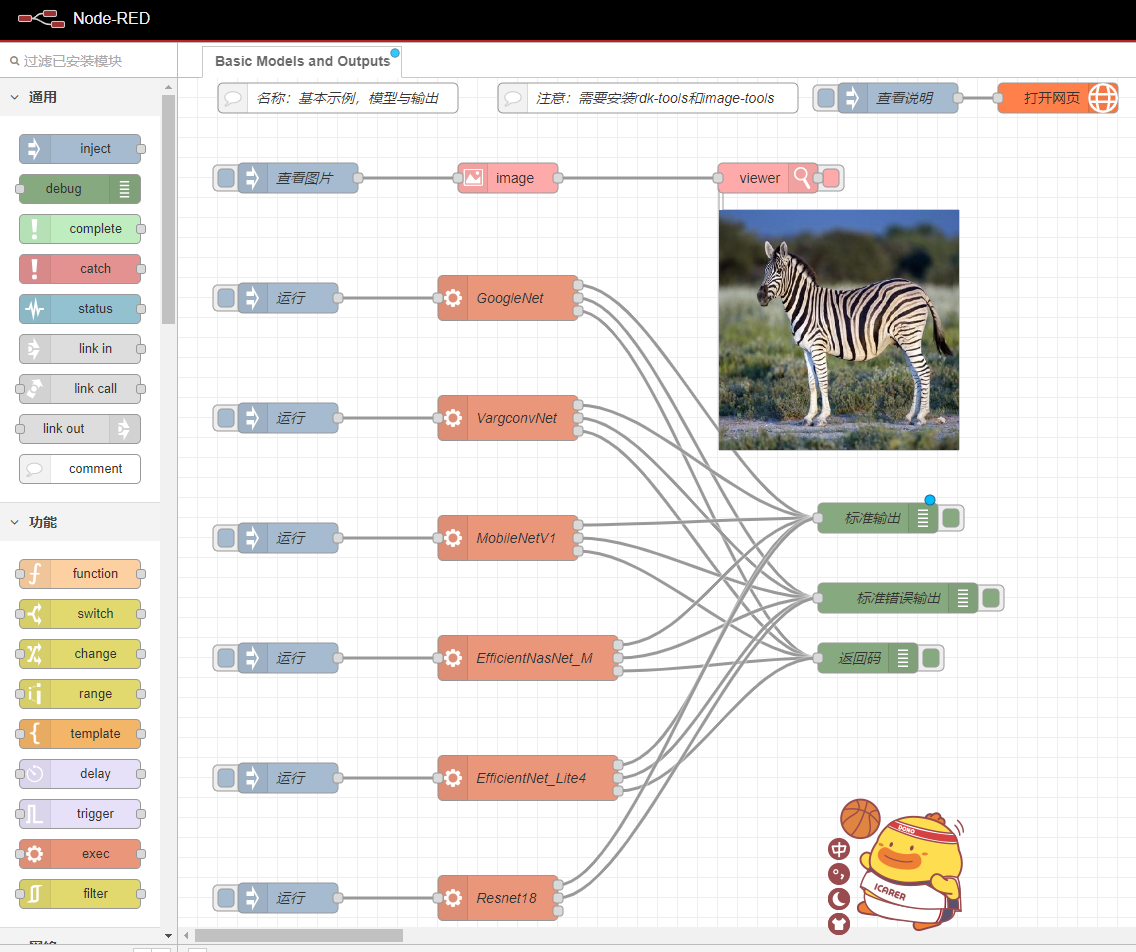 Node-RED
过滤已安装模块
Basic Models and Outputs
通用
名称：基本示例，模型与输出
注意：需要安装rdk-tools和image-tools
查看说明
打开网页
inject
debug
complete
catch
status
link in
link call
link out
comment
功能
function
switch
change
range
template
delay
trigger
exec
filter
查看图片
image
viewer
运行
GoogleNet
运行
VargconvNet
运行
MobileNetV1
运行
EfficientNasNet_M
运行
EfficientNet_Lite4
运行
Resnet18
标准输出
标准错误输出
返回码
中
DORO
ICARER